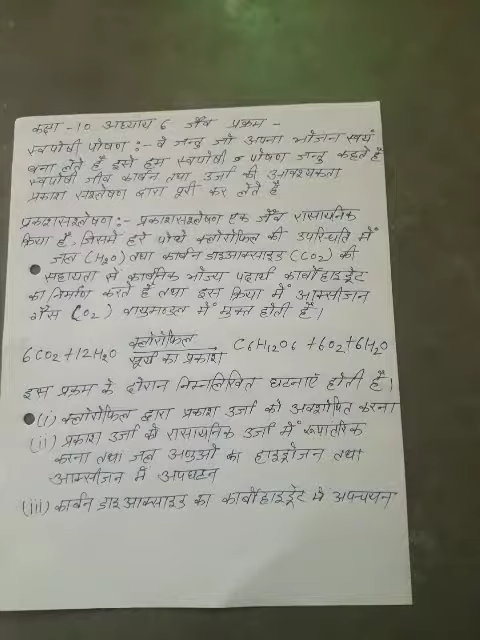 कक्षा -10 अध्याय 6 जैव प्रक्रम -
स्वपोषी पोषण :- वे जन्तु जो अपना भोजन स्वयं
बना लेते हैं इसे हम स्वपोषी पोषण जन्तु कहते हैं
स्वपोषी जीव कार्बन तथा उर्जा की आवश्यकता
प्रकाश संश्लेषण द्वारा पूरी कर लेते हैं
प्रकाशसंश्लेषण :- प्रकाशसंश्लेषण एक जैव रासायनिक
क्रिया है, जिसमें हरे पौधे क्लोरोफिल की उपस्थिति में
जल (H2O) तथा कार्बन डाइआक्साइड (CO2) की
सहायता से कार्बनिक भोज्य पदार्थ कार्बोहाइड्रेट
का निर्माण करते हैं तथा इस क्रिया में आक्सीजन
गैस (O2) वायुमण्डल में मुक्त होती है।
6CO2+12H2O क्लोरोफिल C6H12O6 +6O2+6H2O
सूर्य का प्रकाश
इस प्रक्रम के दौरान निम्नलिखित घटनाएँ होती हैं।
(i) क्लोरोफिल द्वारा प्रकाश उर्जा को अवशोषित करना
(ii) प्रकाश उर्जा को रासायनिक उर्जा में रूपांतरिक
करना तथा जल अणुओ का हाइड्रोजन तथा
आक्सीजन में अपघटन
(iii) कार्बन डाइआक्साइड का कार्बोहाइड्रेट में अपचयन